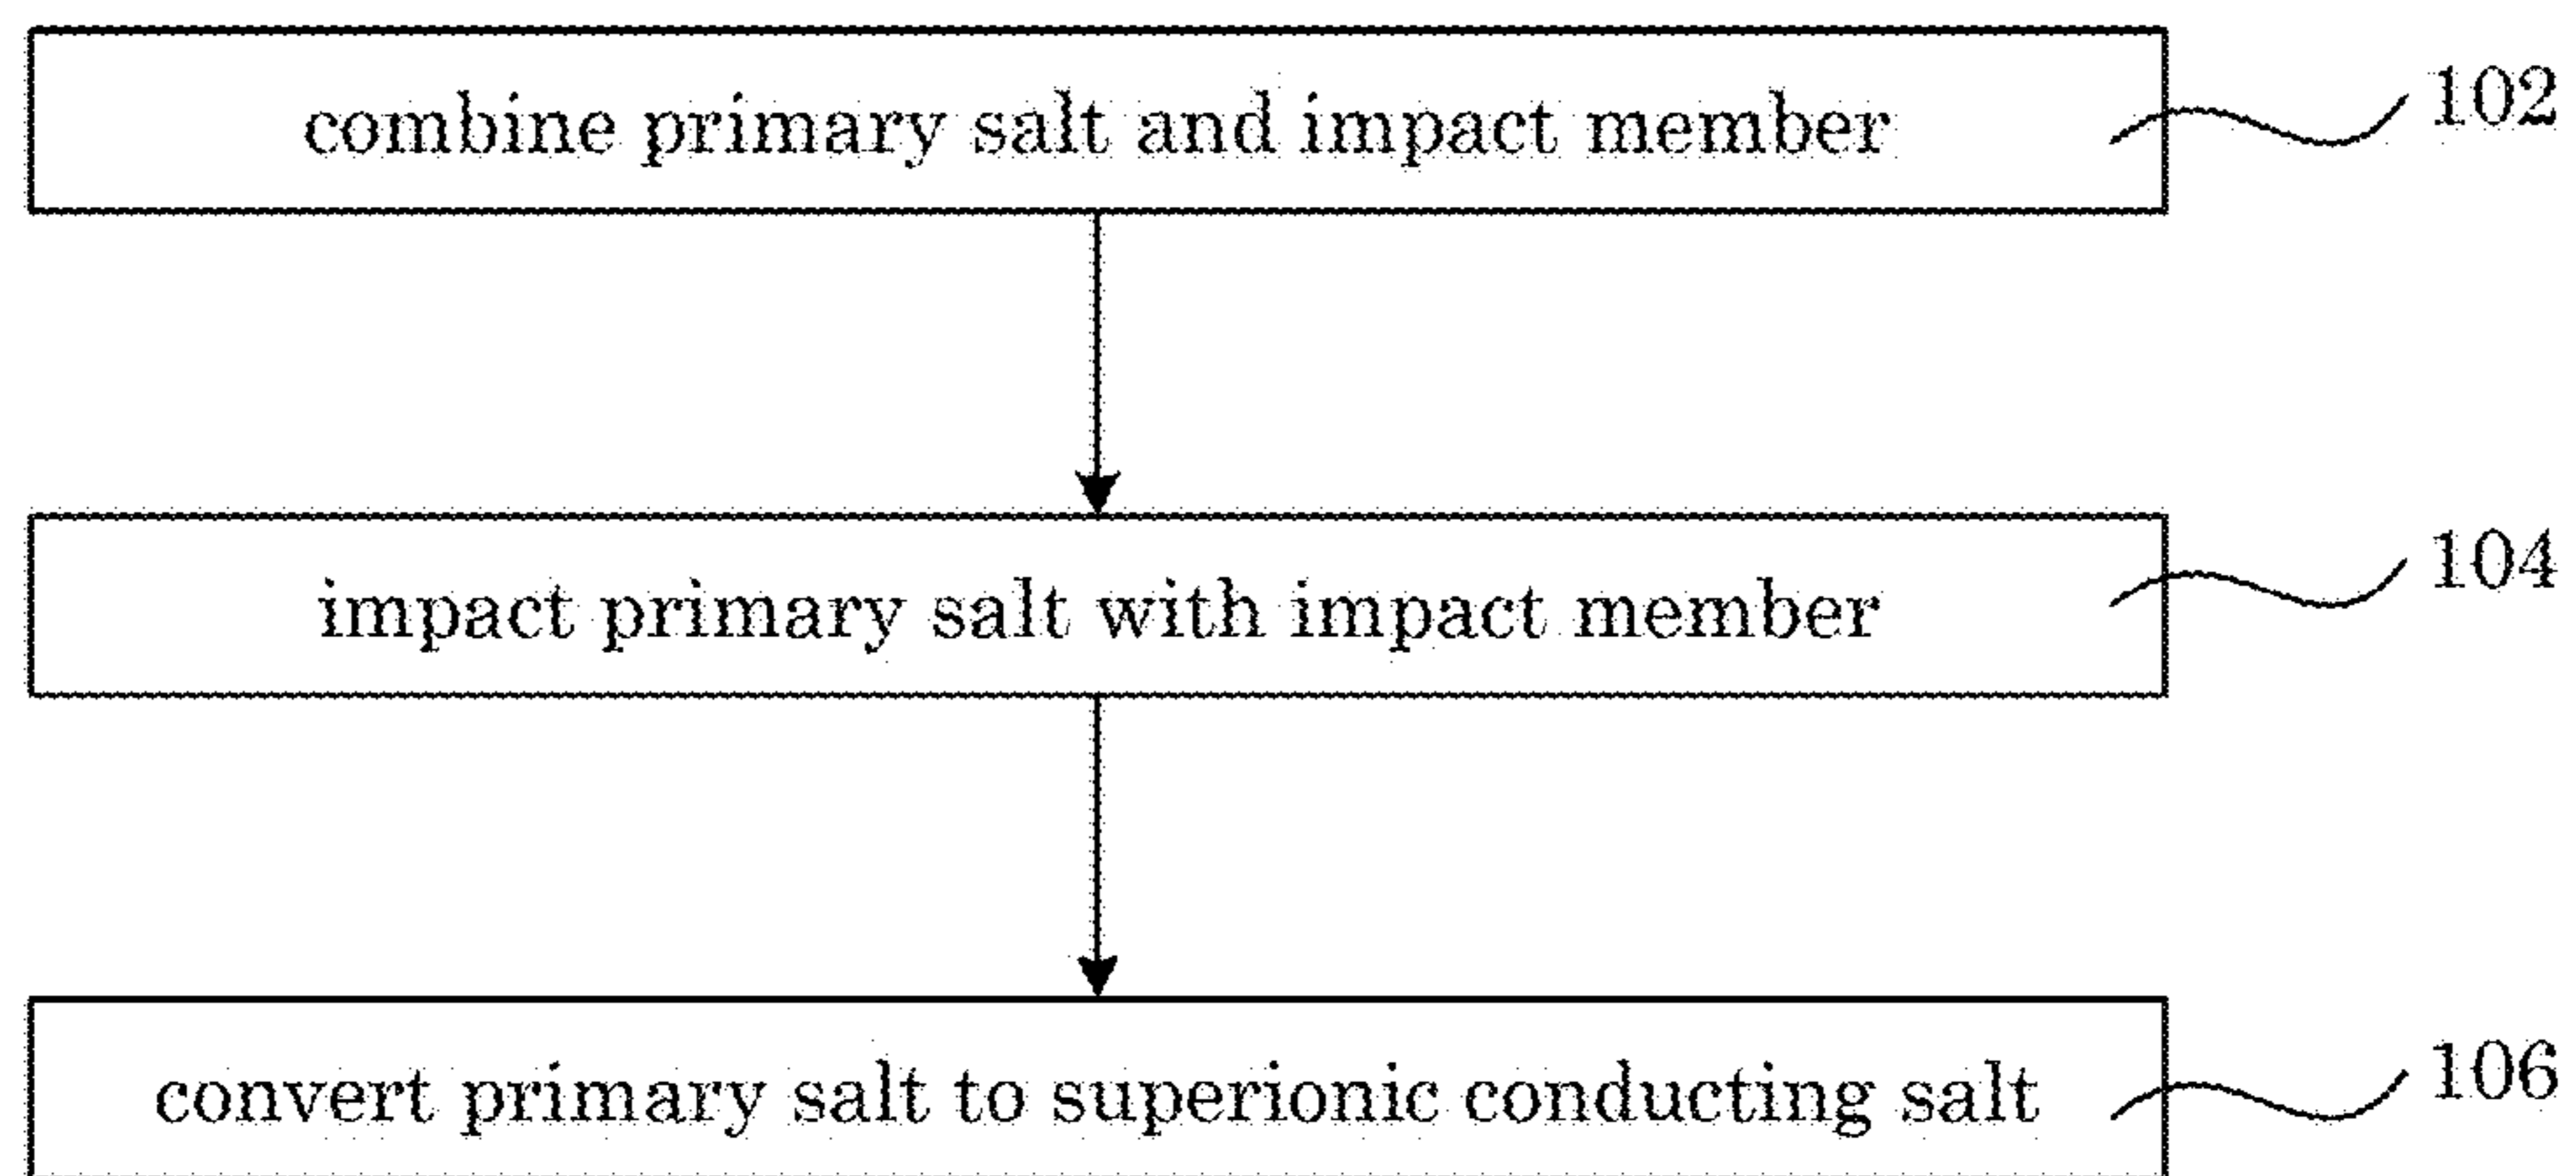 combine primary salt and impact member 102
impact primary salt with impact member 104
convert primary salt to superionic conducting salt 106